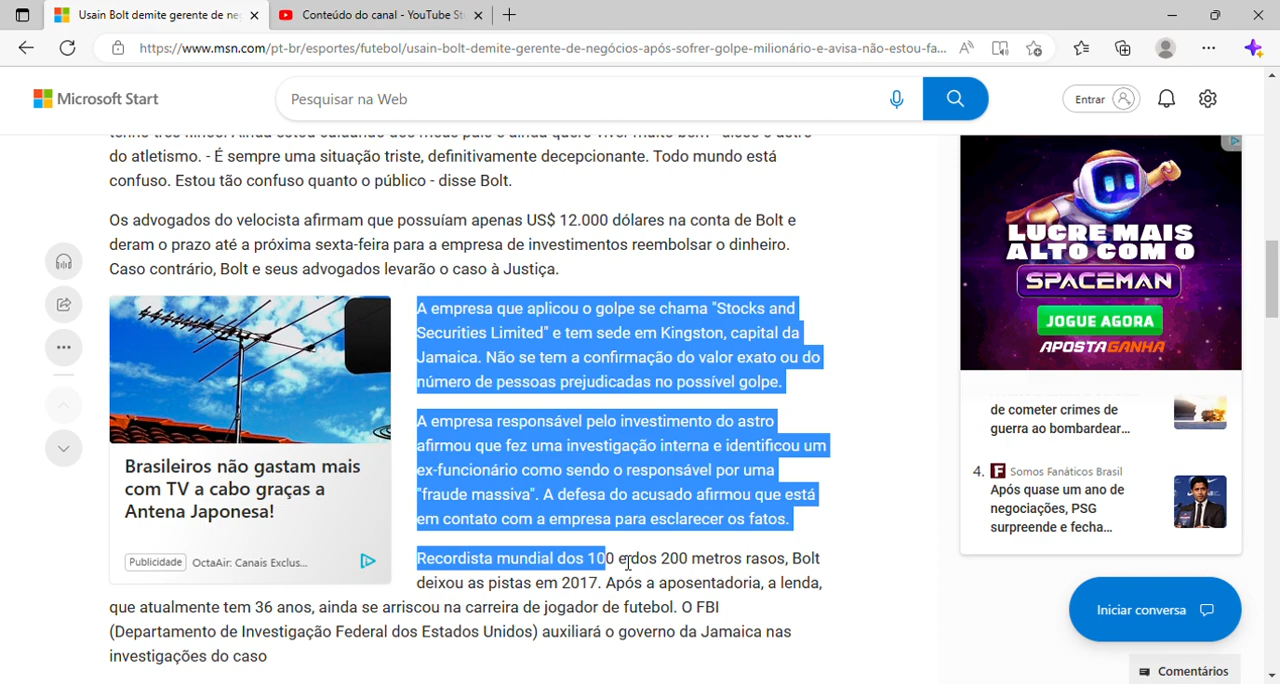 Usain Bolt demite gerente de ne
Conteúdo do canal - YouTube St
https://www.msn.com/pt-br/esportes/futebol/usain-bolt-demite-gerente-de-negócios-após-sofrer-golpe-milionário-e-avisa-não-estou-fa...
Microsoft Start
Pesquisar na Web
Entrar
do atletismo. - É sempre uma situação triste, definitivamente decepcionante. Todo mundo está
confuso. Estou tão confuso quanto o público - disse Bolt.
Os advogados do velocista afirmam que possuíam apenas US$ 12.000 dólares na conta de Bolt e
deram o prazo até a próxima sexta-feira para a empresa de investimentos reembolsar o dinheiro.
Caso contrário, Bolt e seus advogados levarão o caso à Justiça.
A empresa que aplicou o golpe se chama "Stocks and
Securities Limited" e tem sede em Kingston, capital da
Jamaica. Não se tem a confirmação do valor exato ou do
número de pessoas prejudicadas no possível golpe.
A empresa responsável pelo investimento do astro
afirmou que fez uma investigação interna e identificou um
ex-funcionário como sendo o responsável por uma
"fraude massiva". A defesa do acusado afirmou que está
em contato com a empresa para esclarecer os fatos.
Recordista mundial dos 100 e dos 200 metros rasos, Bolt
deixou as pistas em 2017. Após a aposentadoria, a lenda,
que atualmente tem 36 anos, ainda se arriscou na carreira de jogador de futebol. O FBI
(Departamento de Investigação Federal dos Estados Unidos) auxiliará o governo da Jamaica nas
investigações do caso
Brasileiros não gastam mais
com TV a cabo graças a
Antena Japonesa!
Publicidade
OctaAir: Canais Exclus...
LUCRE MAIS
ALTO COM O
SPACEMAN
JOGUE AGORA
APOSTAGANHA
de cometer crimes de
guerra ao bombardear...
4. F Somos Fanáticos Brasil
Após quase um ano de
negociações, PSG
surpreende e fecha...
Iniciar conversa
Comentários